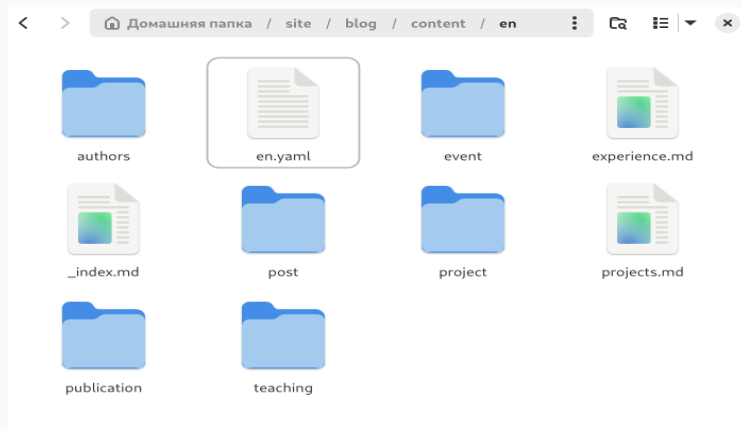 Домашняя папка / site / blog / content / en
authors en.yaml event experience.md
_index.md post project projects.md
publication teaching